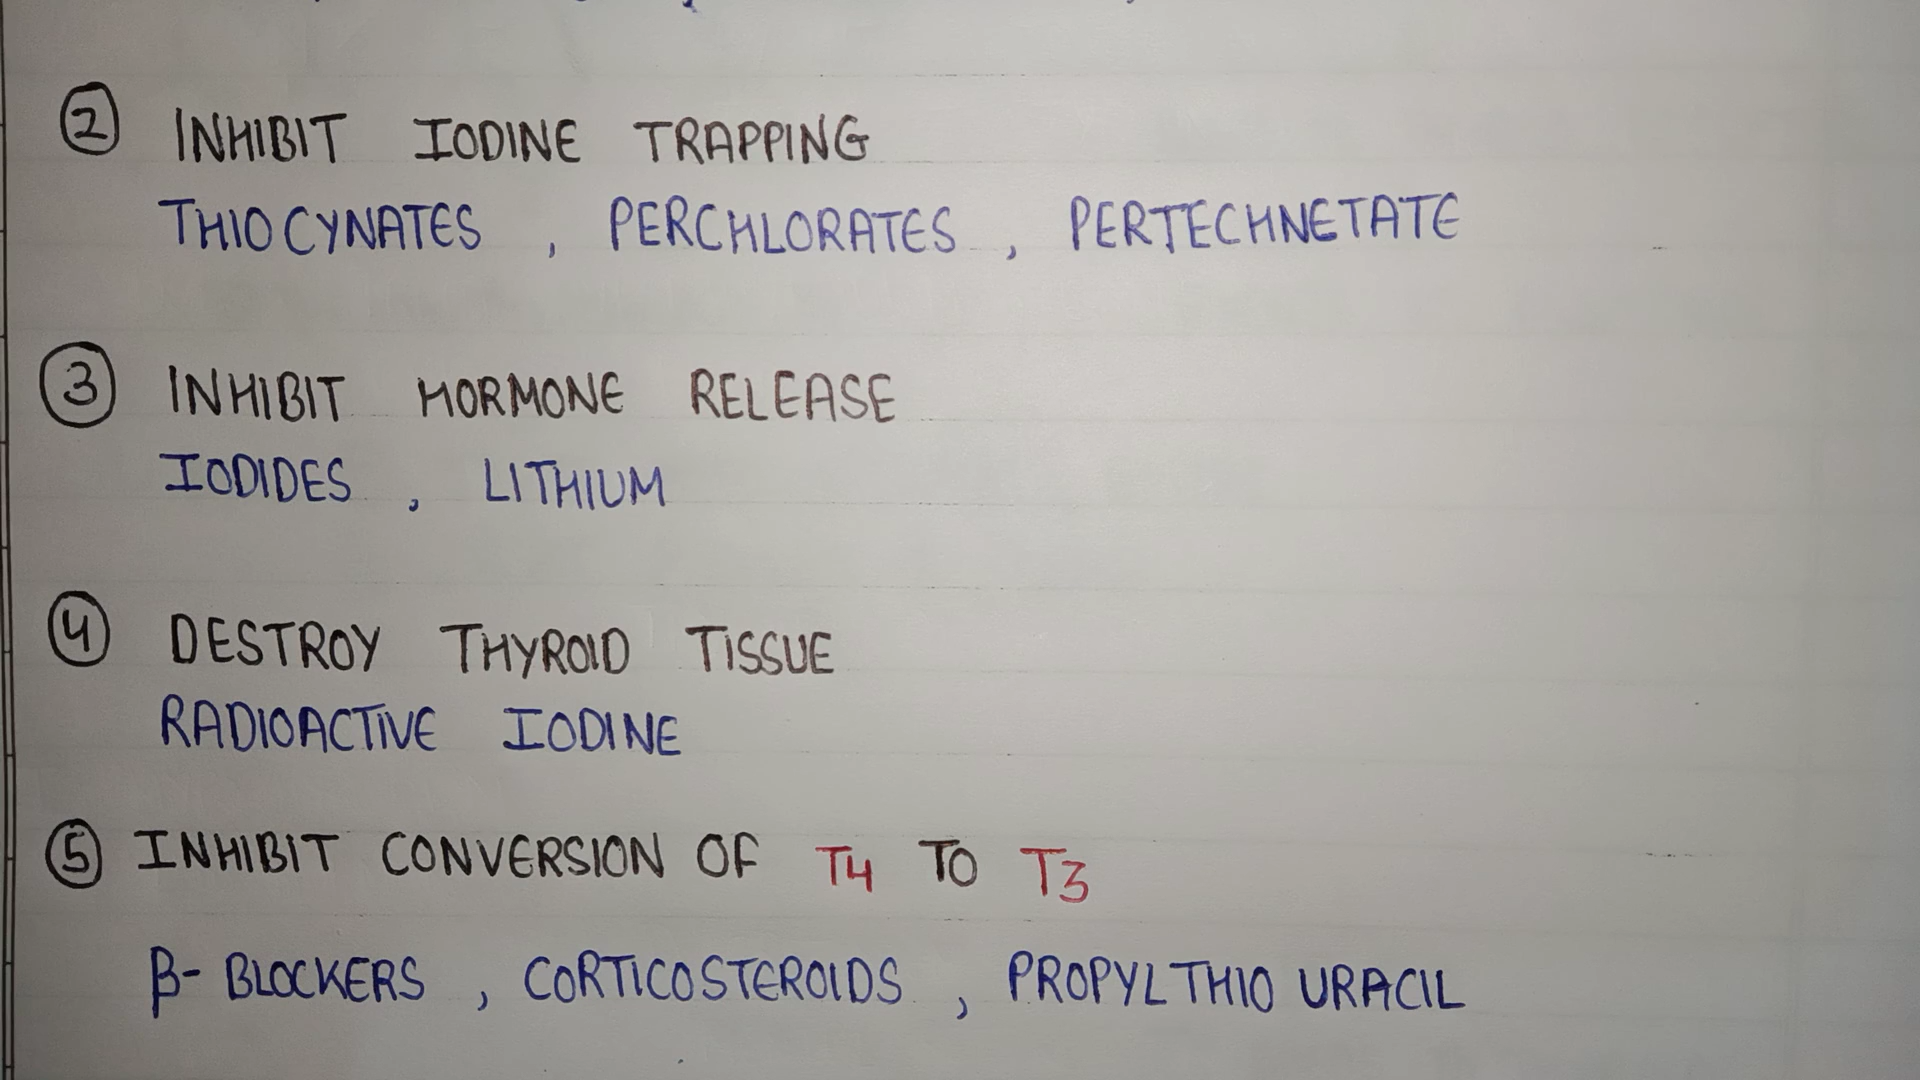 ② INHIBIT IODINE TRAPPING
THIOCYNATES , PERCHLORATES , PERTECHNETATE
③ INHIBIT HORMONE RELEASE
IODIDES , LITHIUM
④ DESTROY THYROID TISSUE
RADIOACTIVE IODINE
⑤ INHIBIT CONVERSION OF T4 TO T3
β- BLOCKERS , CORTICOSTEROIDS , PROPYLTHIO URACIL